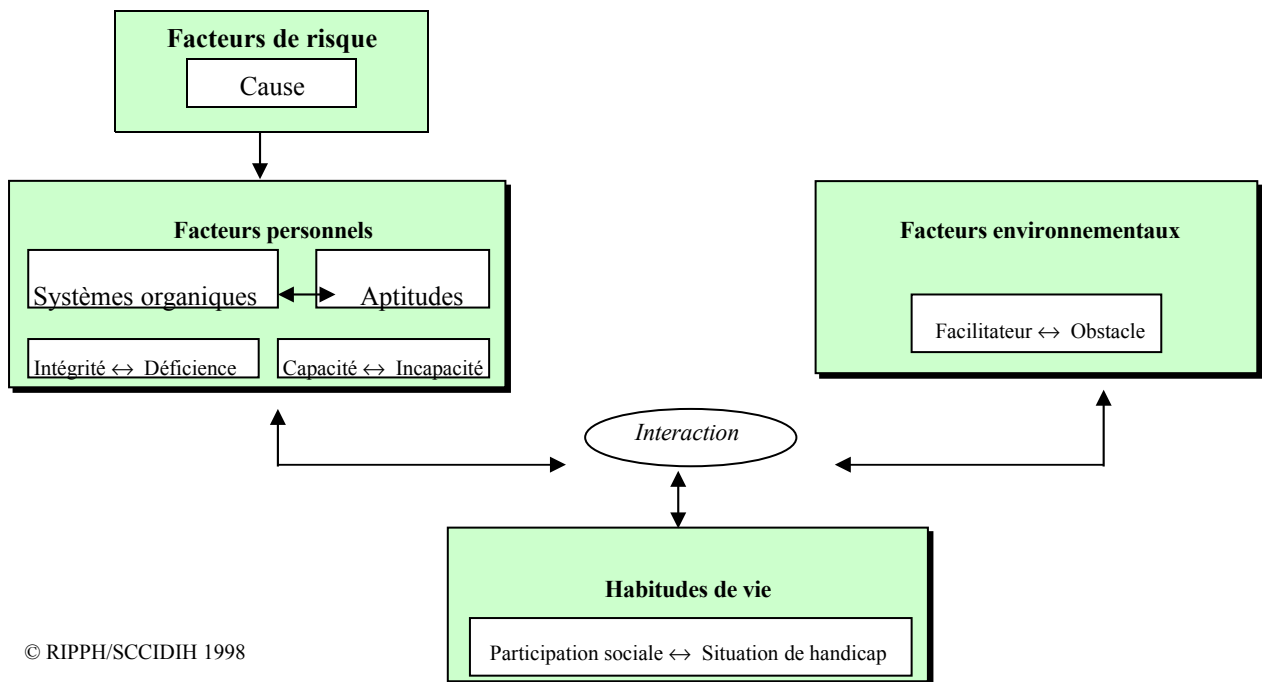 Facteurs de risque
Cause
Facteurs personnels
Systèmes organiques
Aptitudes
Intégrité ↔ Déficience
Capacité ↔ Incapacité
Facteurs environnementaux
Facilitateur ↔ Obstacle
Interaction
Habitudes de vie
Participation sociale ↔ Situation de handicap
© RIPPH/SCCIDIH 1998